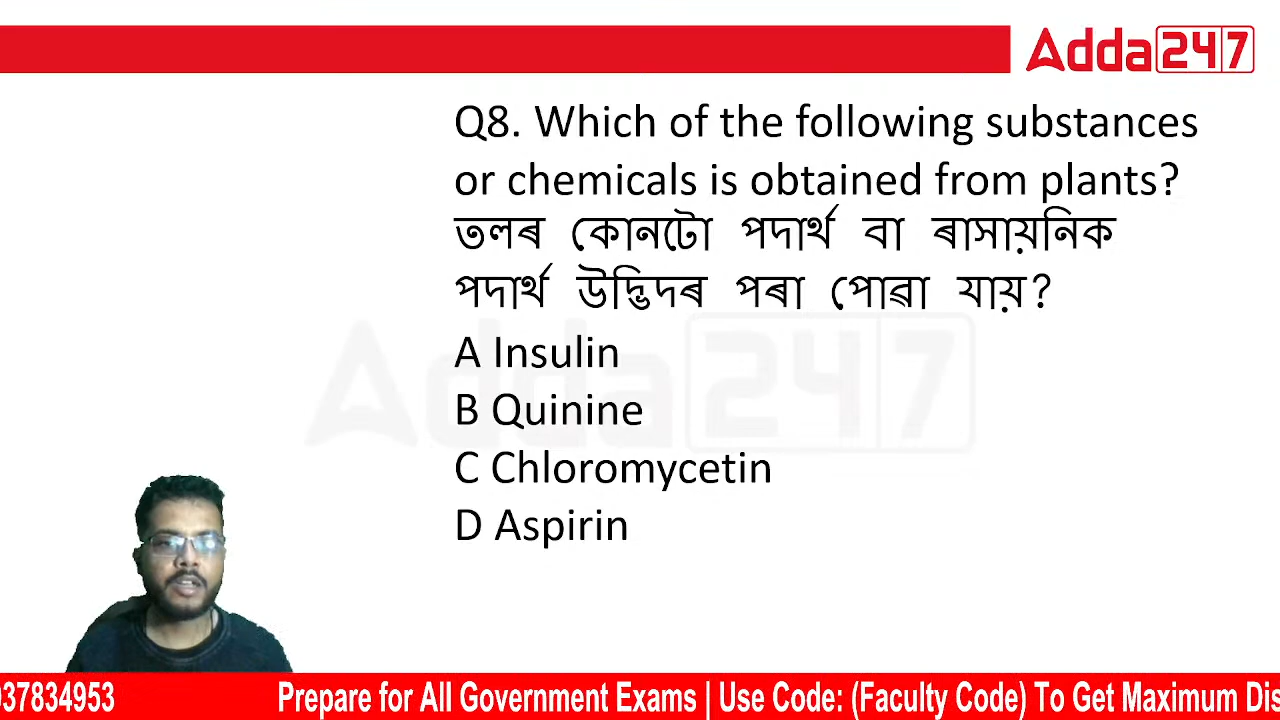 Adda247
Q8. Which of the following substances
or chemicals is obtained from plants?
তলৰ কোনটো পদাৰ্থ বা ৰাসায়নিক
পদাৰ্থ উদ্ভিদৰ পৰা পোৱা যায়?
Adda247
A Insulin
B Quinine
C Chloromycetin
D Aspirin
37834953 Prepare for All Government Exams | Use Code: (Faculty Code) To Get Maximum